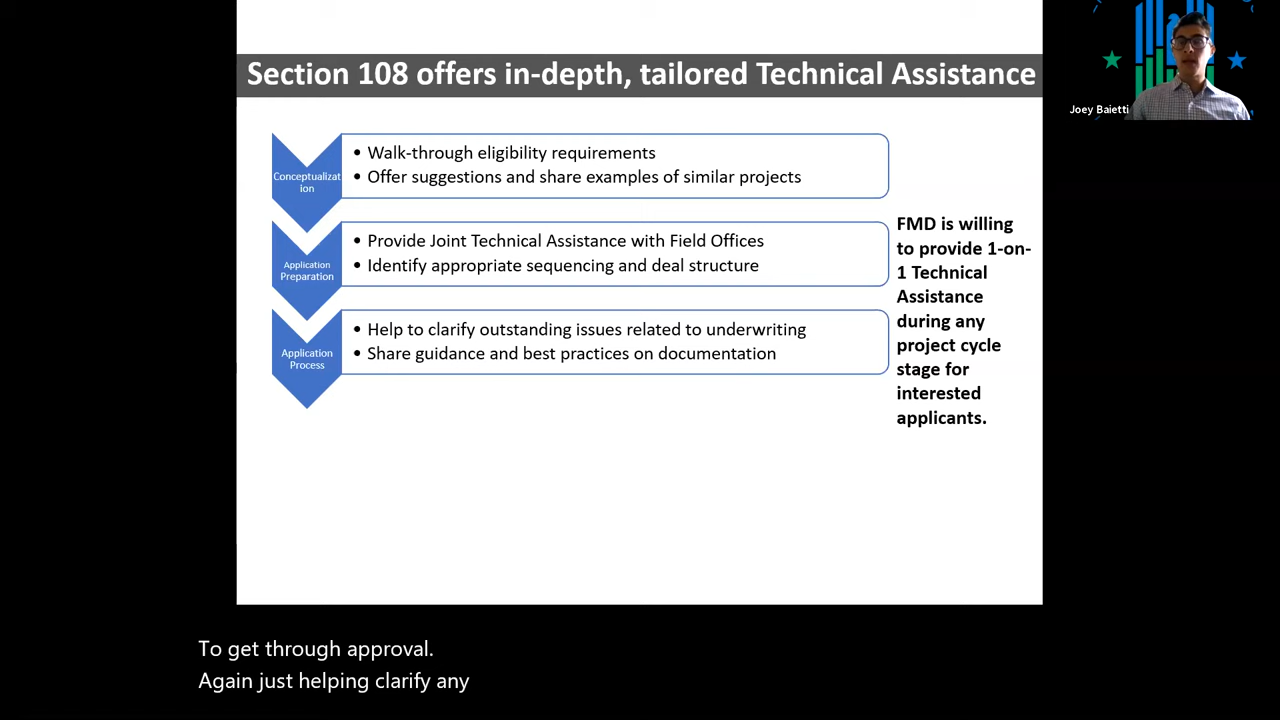 Section 108 offers in-depth, tailored Technical Assistance
Joey Baietti
Conceptualizat
ion
• Walk-through eligibility requirements
• Offer suggestions and share examples of similar projects
Application
Preparation
• Provide Joint Technical Assistance with Field Offices
• Identify appropriate sequencing and deal structure
Application
Process
• Help to clarify outstanding issues related to underwriting
• Share guidance and best practices on documentation
FMD is willing
to provide 1-on-
1 Technical
Assistance
during any
project cycle
stage for
interested
applicants.
To get through approval.
Again just helping clarify any